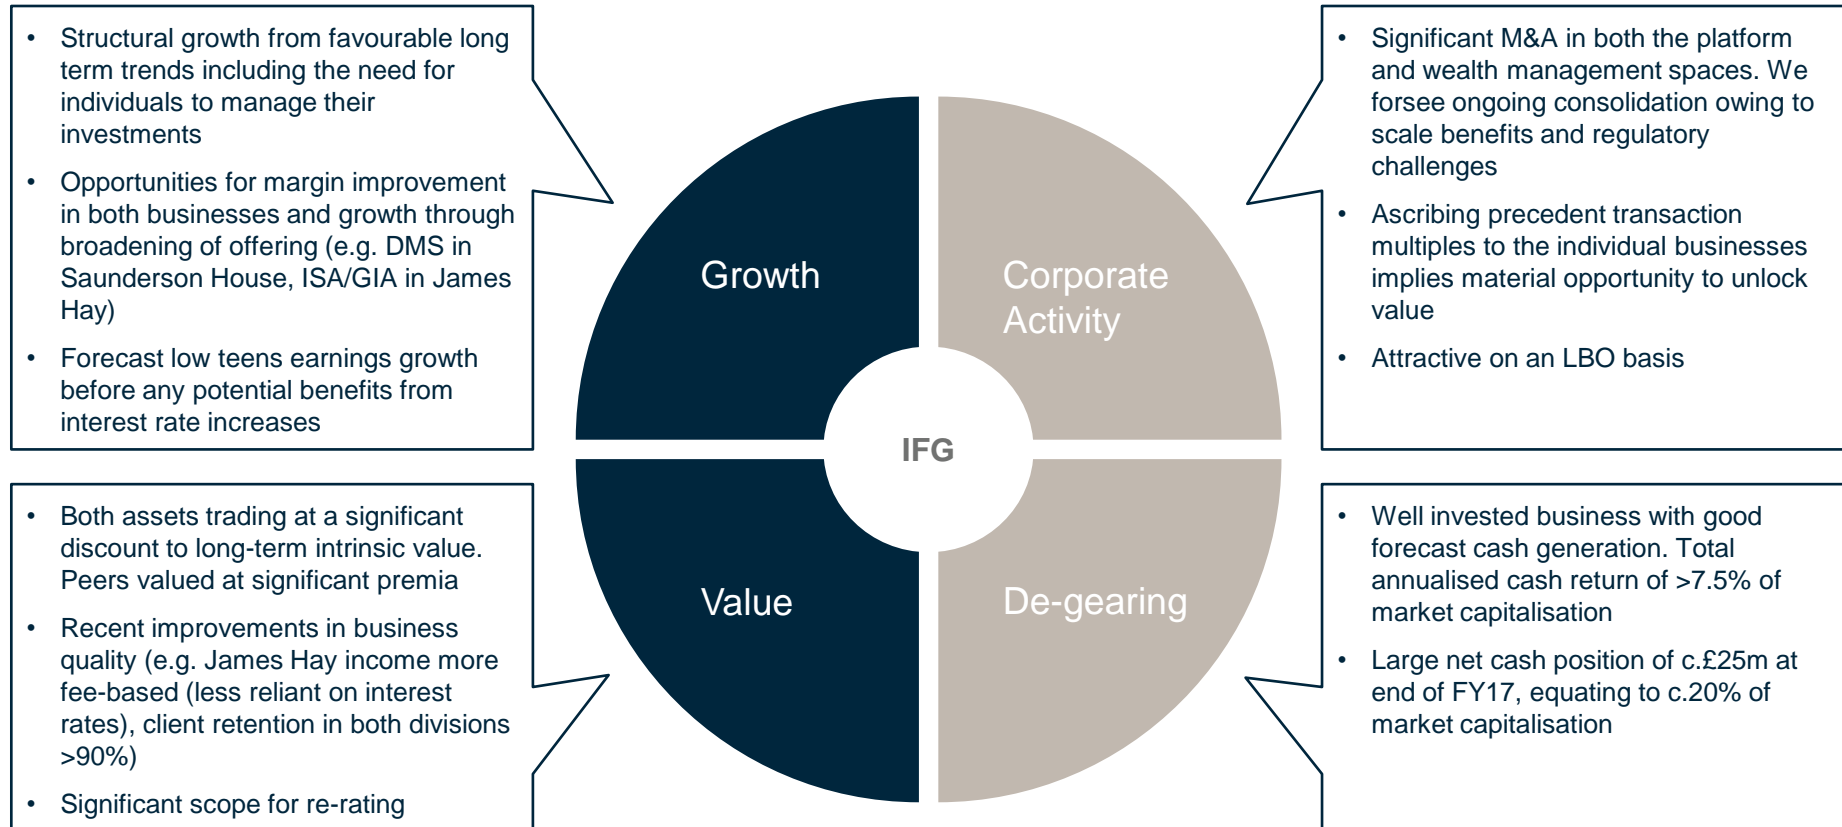 • Structural growth from favourable long
term trends including the need for
individuals to manage their
investments
• Opportunities for margin improvement
in both businesses and growth through
broadening of offering (e.g. DMS in
Saunderson House, ISA/GIA in James
Hay)
• Forecast low teens earnings growth
before any potential benefits from
interest rate increases
• Significant M&A in both the platform
and wealth management spaces. We
forsee ongoing consolidation owing to
scale benefits and regulatory
challenges
• Ascribing precedent transaction
multiples to the individual businesses
implies material opportunity to unlock
value
• Attractive on an LBO basis
Growth
Corporate
Activity
IFG
Value
De-gearing
• Both assets trading at a significant
discount to long-term intrinsic value.
Peers valued at significant premia
• Recent improvements in business
quality (e.g. James Hay income more
fee-based (less reliant on interest
rates), client retention in both divisions
>90%)
• Significant scope for re-rating
• Well invested business with good
forecast cash generation. Total
annualised cash return of >7.5% of
market capitalisation
• Large net cash position of c.£25m at
end of FY17, equating to c.20% of
market capitalisation